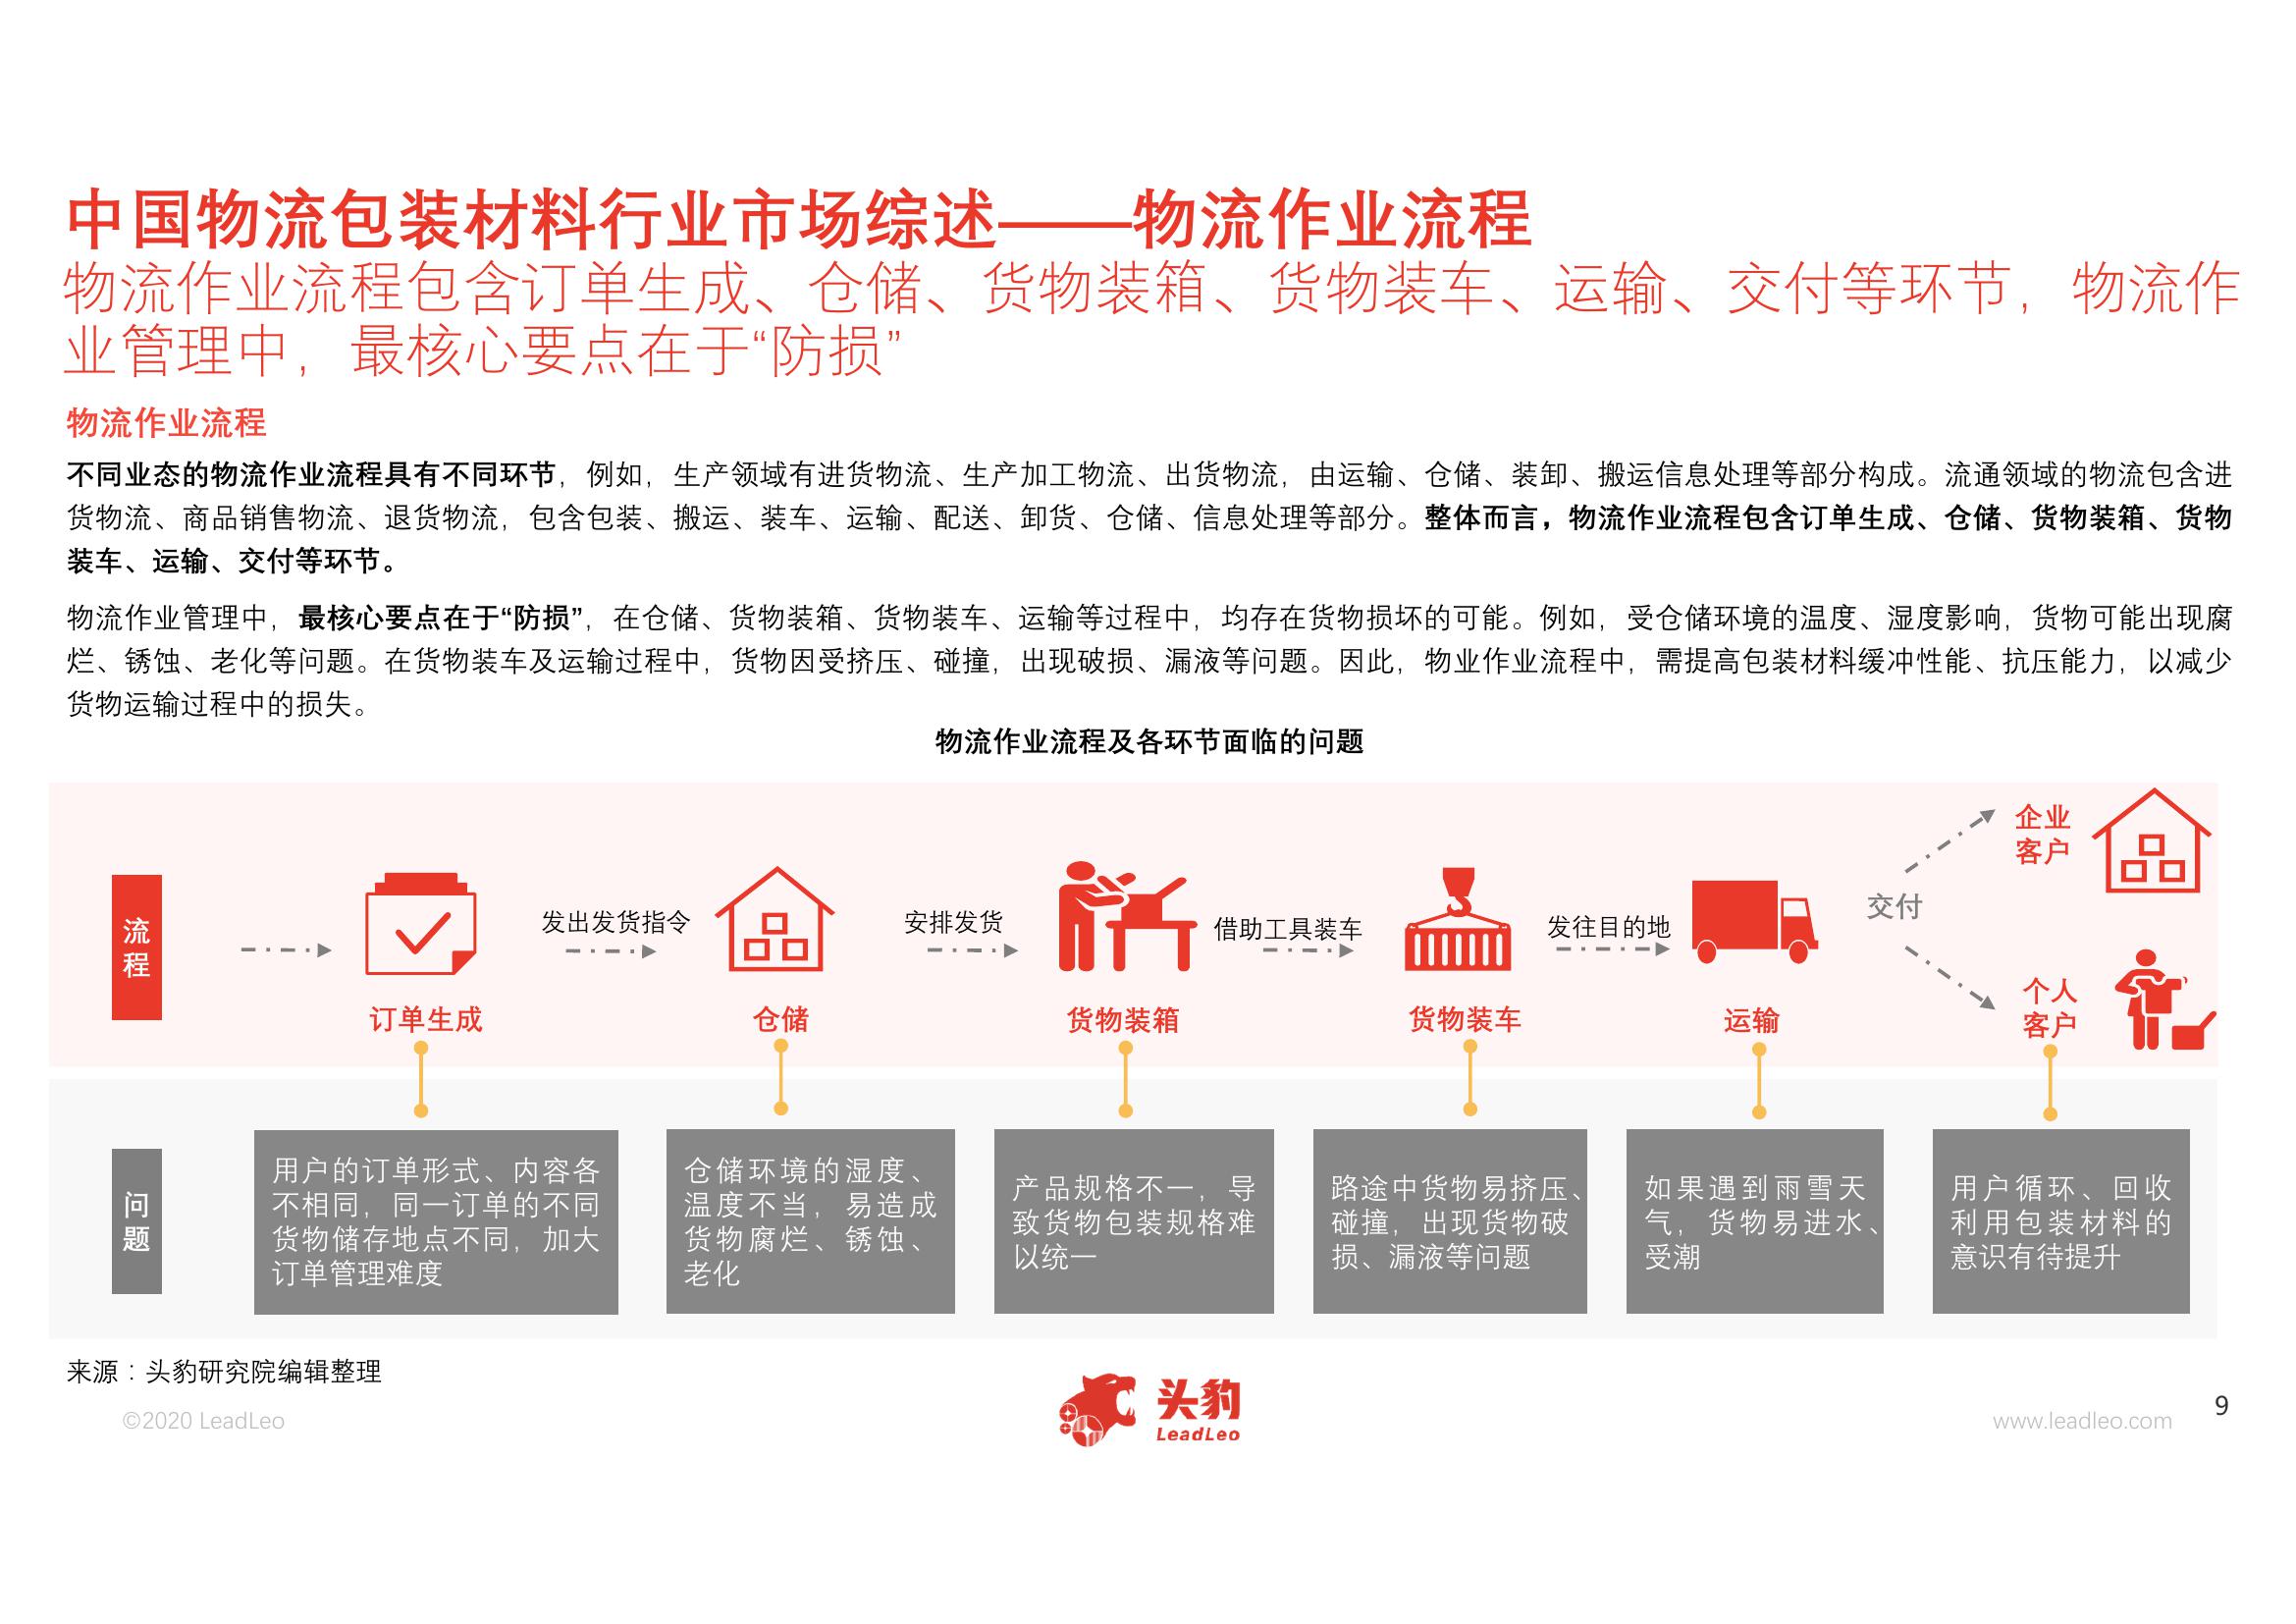 中国物流包装材料行业市场综述——物流作业流程
物流作业流程包含订单生成、仓储、货物装箱、货物装车、运输、交付等环节，物流作
业管理中，最核心要点在于“防损”
物流作业流程
不同业态的物流作业流程具有不同环节，例如，生产领域有进货物流、生产加工物流、出货物流，由运输、仓储、装卸、搬运信息处理等部分构成。流通领域的物流包含进
货物流、商品销售物流、退货物流，包含包装、搬运、装车、运输、配送、卸货、仓储、信息处理等部分。整体而言，物流作业流程包含订单生成、仓储、货物装箱、货物
装车、运输、交付等环节。
物流作业管理中，最核心要点在于“防损”，在仓储、货物装箱、货物装车、运输等过程中，均存在货物损坏的可能。例如，受仓储环境的温度、湿度影响，货物可能出现腐
烂、锈蚀、老化等问题。在货物装车及运输过程中，货物因受挤压、碰撞，出现破损、漏液等问题。因此，物业作业流程中，需提高包装材料缓冲性能、抗压能力，以减少
货物运输过程中的损失。
物流作业流程及各环节面临的问题
流
程
订单生成
发出发货指令
仓储
安排发货
货物装箱
借助工具装车
货物装车
发往目的地
运输
交付
企业
客户
个人
客户
问
题
用户的订单形式、内容各
不相同，同一订单的不同
货物储存地点不同，加大
订单管理难度
仓储环境的湿度、
温度不当，易造成
货物腐烂、锈蚀、
老化
产品规格不一，导
致货物包装规格难
以统一
路途中货物易挤压、
碰撞，出现货物破
损、漏液等问题
如果遇到雨雪天
气，货物易进水、
受潮
用户循环、回收
利用包装材料的
意识有待提升
来源：头豹研究院编辑整理
©2020 LeadLeo
头豹
LeadLeo
www.leadleo.com
9